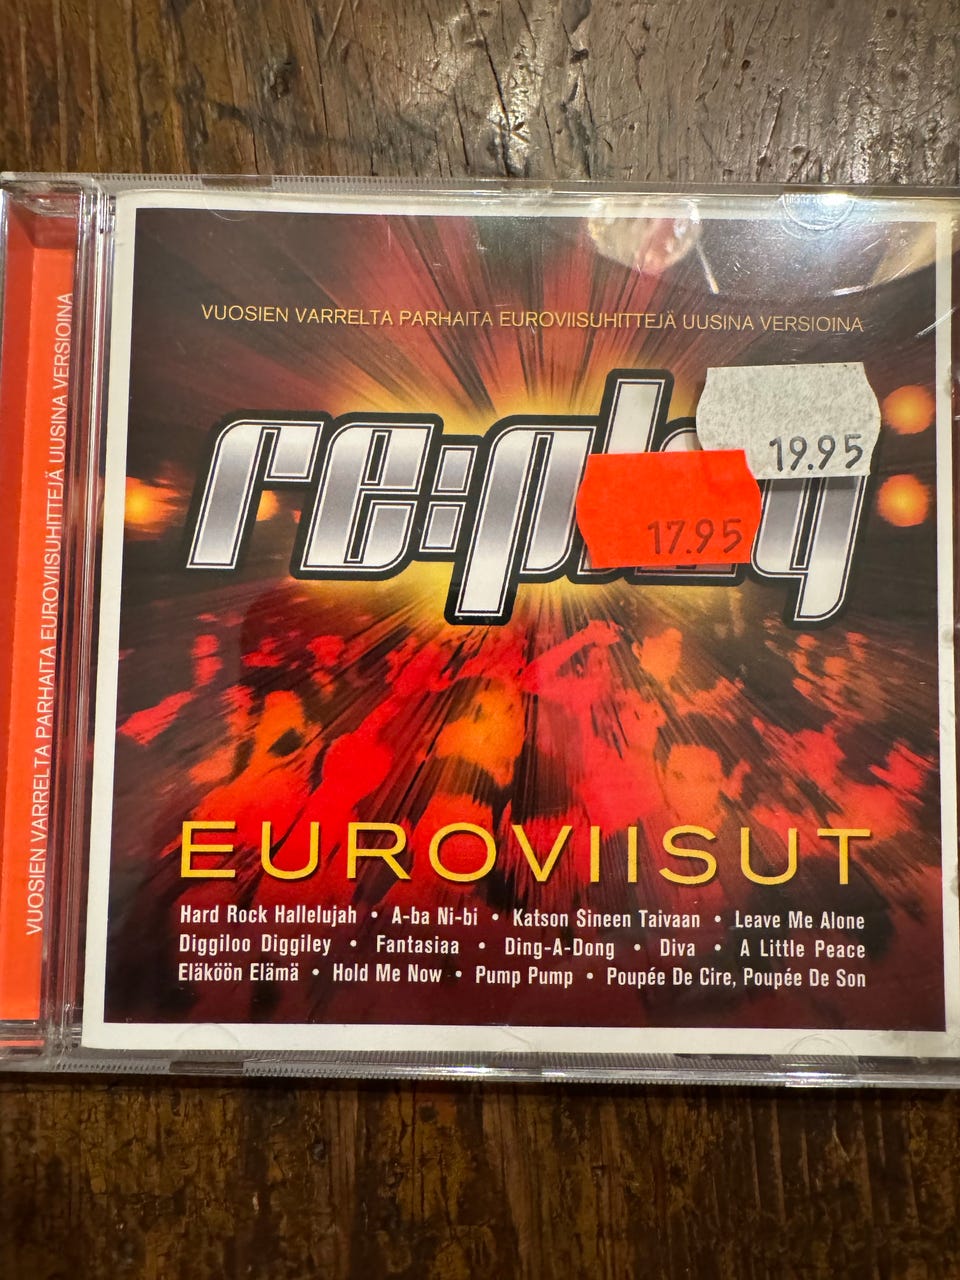 VUOSIEN VARRELTA PARHAITA EUROVIISUHITTEJÄ UUSINA VERSIOINA
VUOSIEN VARRELTA PARHAITA EUROVIISUHITTEJÄ UUSINA VERSIOINA
re:play
19.95
17.95
EUROVIISUT
Hard Rock Hallelujah • A-ba Ni-bi • Katson Sineen Taivaan • Leave Me Alone
Diggiloo Diggiley • Fantasiaa • Ding-A-Dong • Diva • A Little Peace
Eläköön Elämä • Hold Me Now • Pump Pump • Poupée De Cire, Poupée De Son